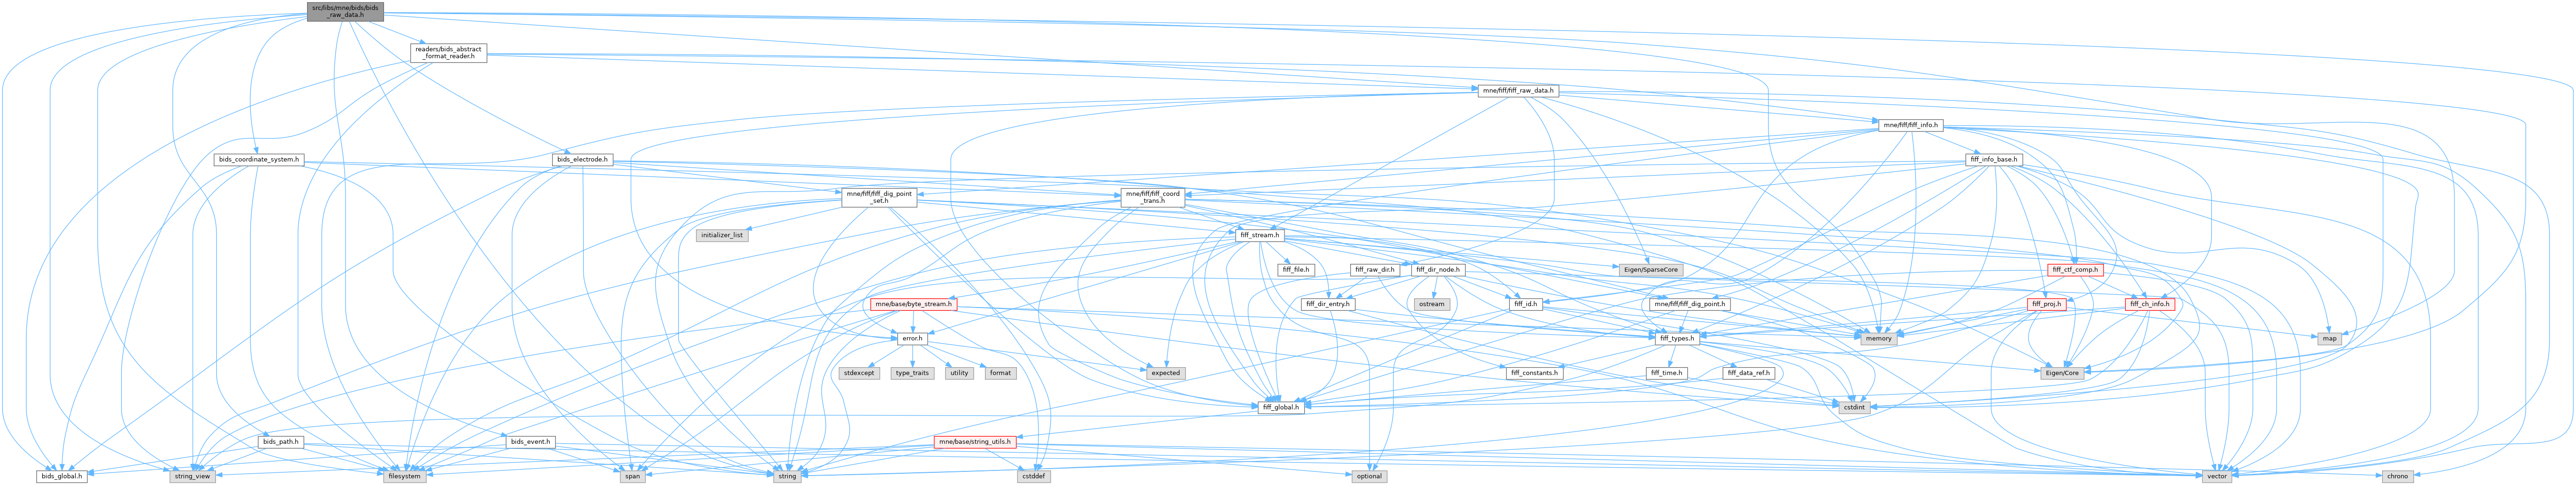 src/libs/mne/bids/bids
_raw_data.h
readers/bids_abstract
_format_reader.h
mne/fiff/fiff_raw_data.h
mne/fiff/fiff_info.h
bids_coordinate_system.h
bids_electrode.h
fiff_info_base.h
mne/fiff/fiff_dig_point
_set.h
mne/fiff/fiff_coord
_trans.h
initializer_list
fiff_stream.h
fiff_file.h
Eigen/SparseCore
fiff_raw_dir.h
fiff_dir_node.h
fiff_ctf_comp.h
mne/base/byte_stream.h
fiff_dir_entry.h
ostream
fiff_id.h
mne/fiff/fiff_dig_point.h
fiff_proj.h
fiff_ch_info.h
error.h
fiff_types.h
memory
map
stdexcept
type_traits
utility
format
expected
fiff_constants.h
fiff_time.h
fiff_data_ref.h
Eigen/Core
fiff_global.h
cstdint
bids_path.h
bids_event.h
mne/base/string_utils.h
bids_global.h
string_view
filesystem
span
string
cstddef
optional
vector
chrono